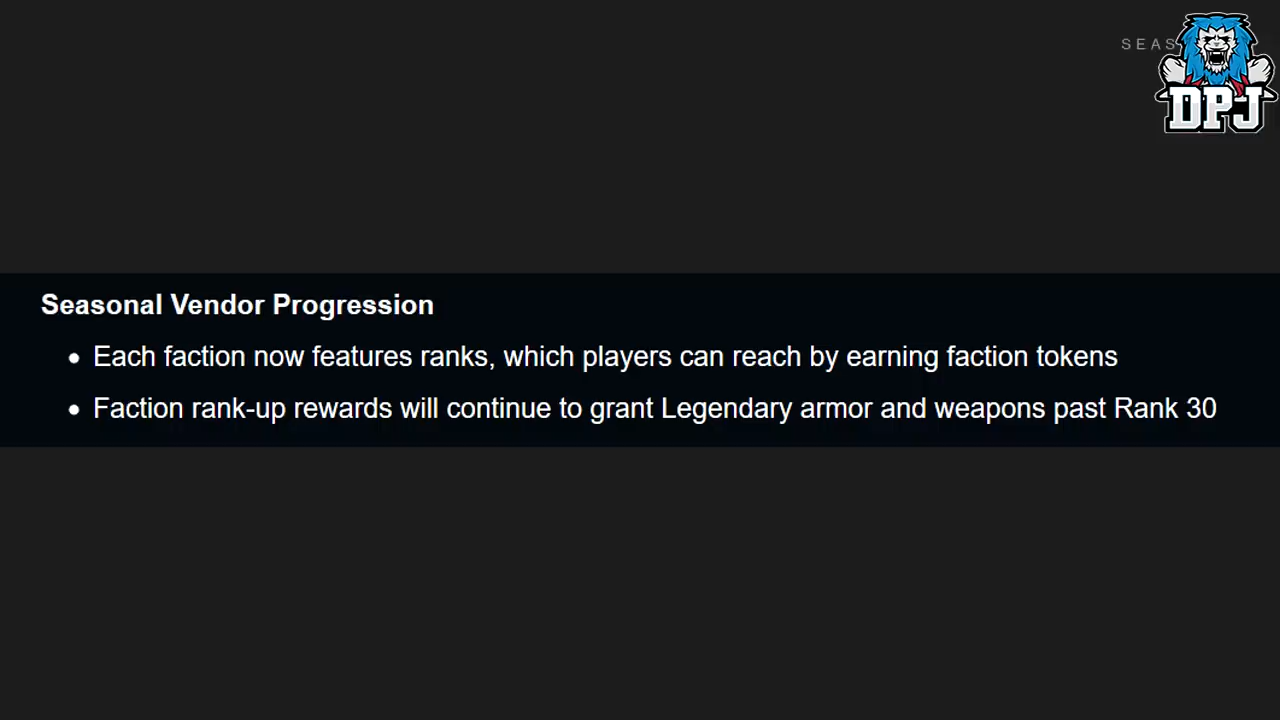 SEAS
DPJ
Seasonal Vendor Progression
• Each faction now features ranks, which players can reach by earning faction tokens
• Faction rank-up rewards will continue to grant Legendary armor and weapons past Rank 30